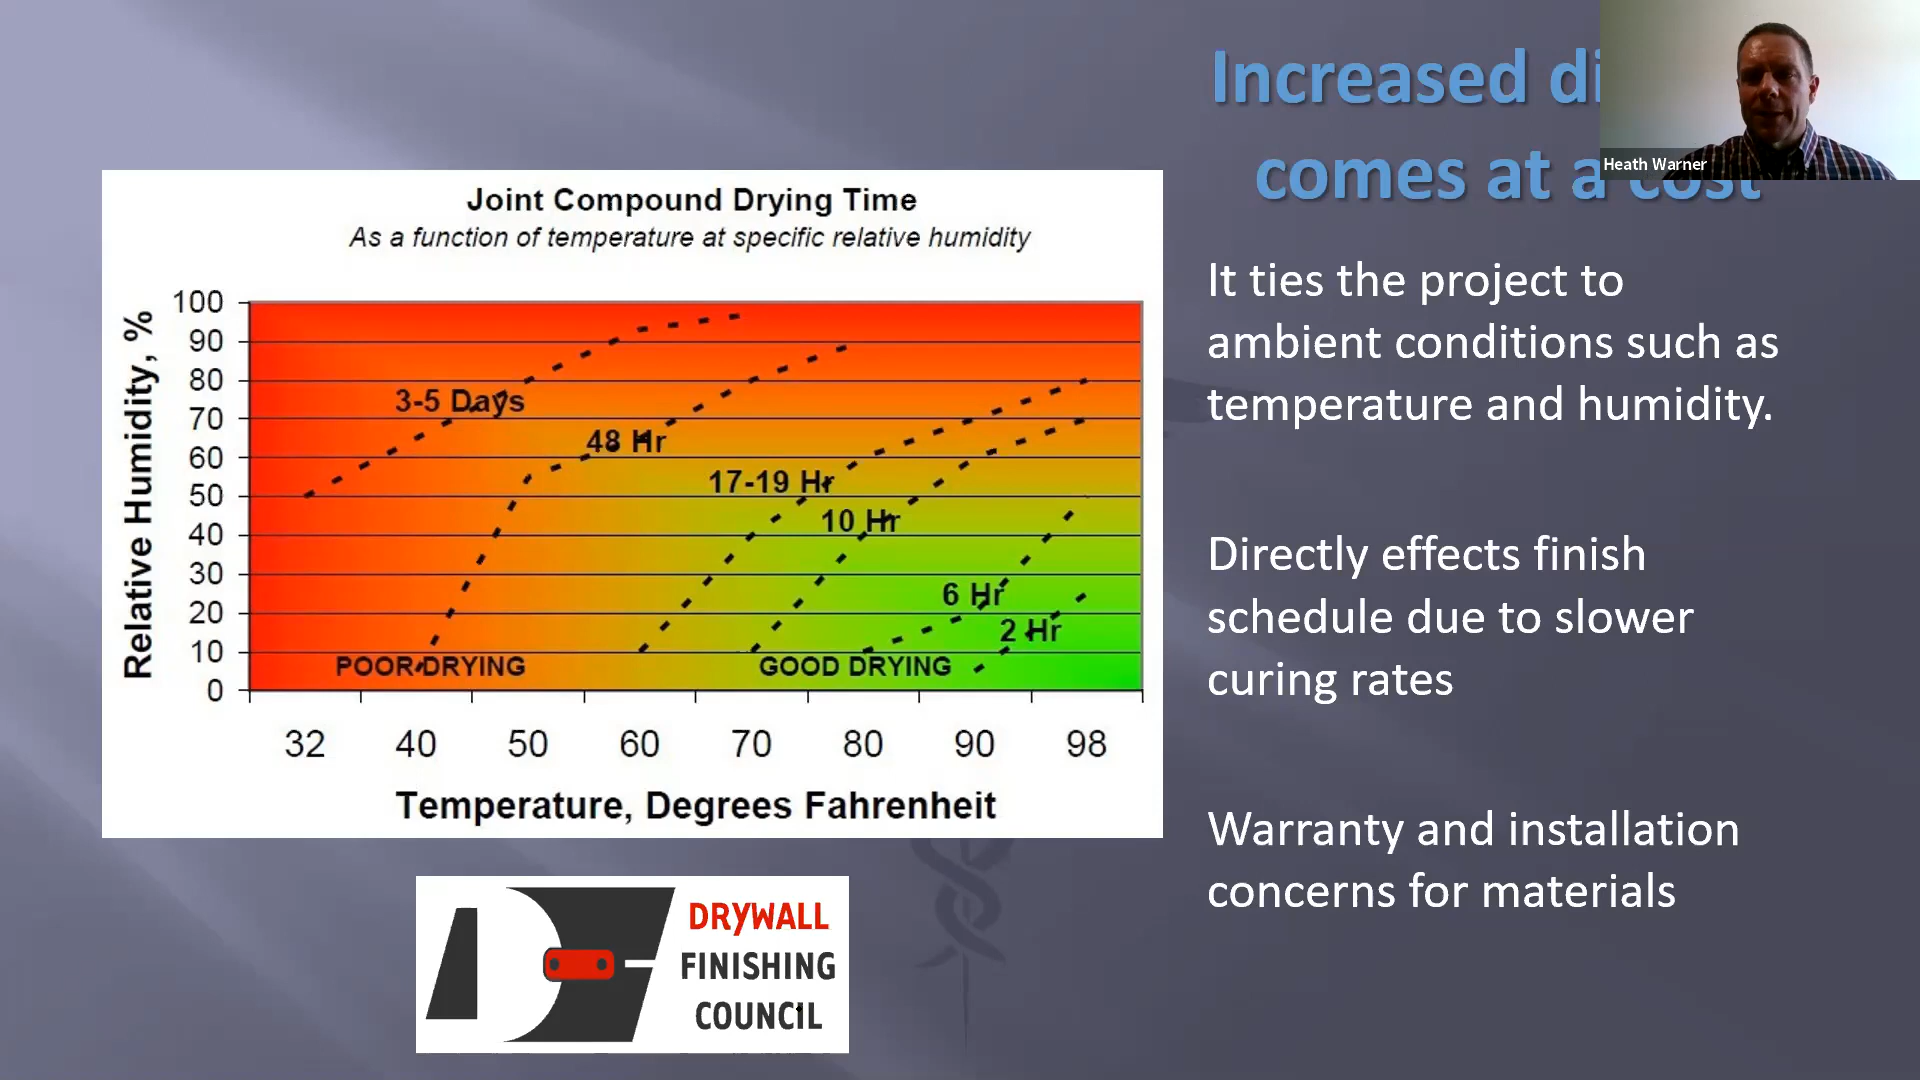 Increased
comes at a cost
Heath Warner
Joint Compound Drying Time
As a function of temperature at specific relative humidity
Relative Humidity, %
100
90
80
70
60
50
40
30
20
10
0
3-5 Days
48 Hr
17-19 Hr
10 Hr
6 Hr
2 Hr
POOR DRYING
GOOD DRYING
32 40 50 60 70 80 90 98
Temperature, Degrees Fahrenheit
It ties the project to
ambient conditions such as
temperature and humidity.
Directly effects finish
schedule due to slower
curing rates
Warranty and installation
concerns for materials
DRYWALL
FINISHING
COUNCIL